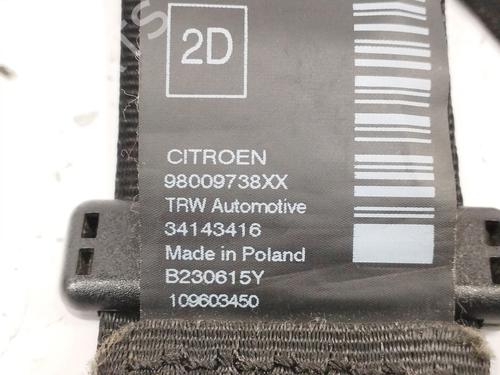 2D
CITROEN
98009738XX
TRW Automotive
34143416
Made in Poland
B230615Y
109603450